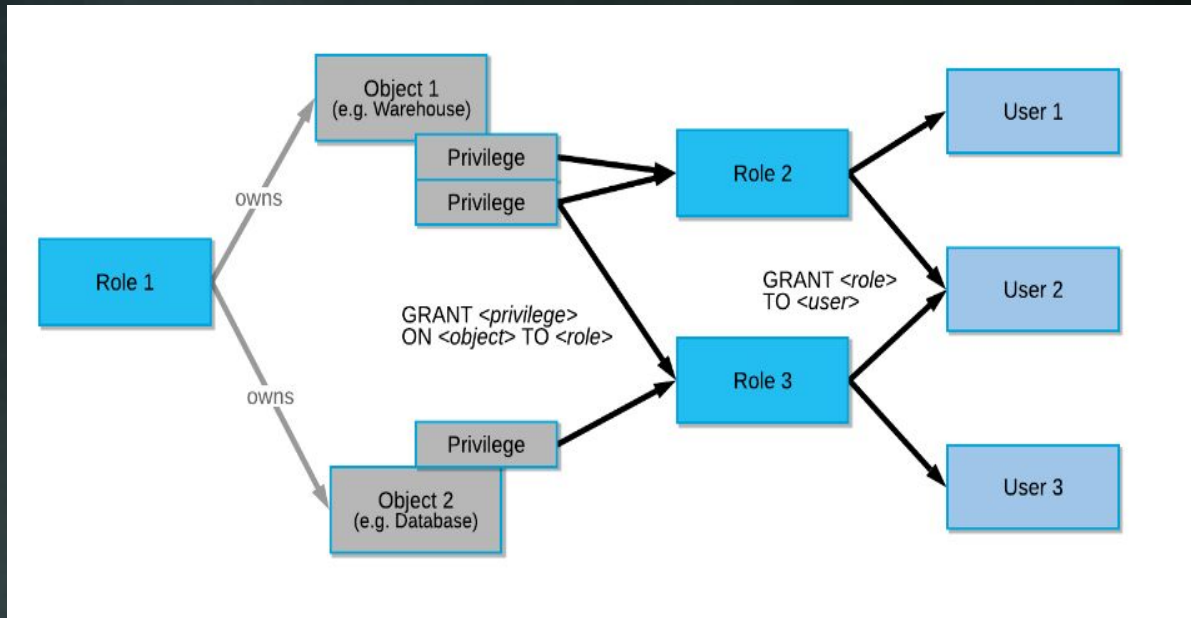 Object 1
(e.g. Warehouse)
Privilege
Privilege
owns
Role 1
owns
GRANT <privilege>
ON <object> TO <role>
Privilege
Object 2
(e.g. Database)
Role 2
GRANT <role>
TO <user>
Role 3
User 1
User 2
User 3